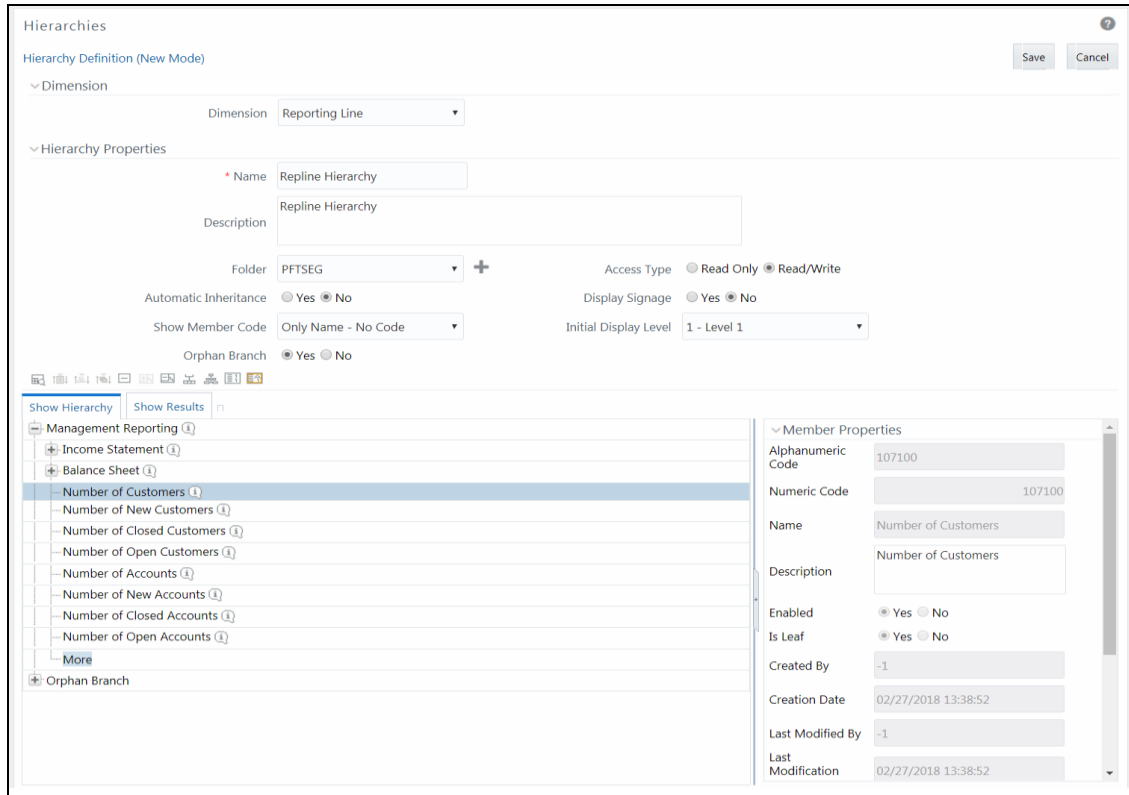 Hierarchies
Hierarchy Definition (New Mode)
Save Cancel
Dimension
Dimension Reporting Line
Hierarchy Properties
* Name Repline Hierarchy
Description Repline Hierarchy
Folder PFTSEG Access Type Read Only Read/Write
Automatic Inheritance Yes No Display Signage Yes No
Show Member Code Only Name - No Code Initial Display Level 1 - Level 1
Orphan Branch Yes No
Show Hierarchy Show Results
Management Reporting
Income Statement
Balance Sheet
Number of Customers
Number of New Customers
Number of Closed Customers
Number of Open Customers
Number of Accounts
Number of New Accounts
Number of Closed Accounts
Number of Open Accounts
More
Orphan Branch
Member Properties
Alphanumeric
Code 107100
Numeric Code 107100
Name Number of Customers
Description Number of Customers
Enabled Yes No
Is Leaf Yes No
Created By -1
Creation Date 02/27/2018 13:38:52
Last Modified By -1
Last
Modification 02/27/2018 13:38:52